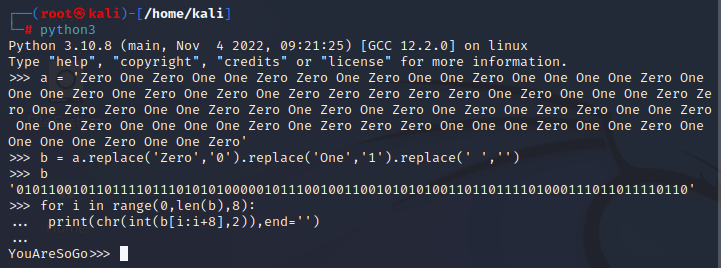 ┌──(root㉿kali)-[/home/kali]
└─# python3
Python 3.10.8 (main, Nov  4 2022, 09:21:25) [GCC 12.2.0] on linux
Type "help", "copyright", "credits" or "license" for more information.
>>> a = 'Zero One Zero One One Zero Zero One Zero One One Zero One One One One Zero One
One One Zero One Zero One Zero One Zero Zero Zero Zero Zero One Zero One One One Zero Ze
ro One Zero Zero One One Zero Zero One Zero One Zero One Zero One Zero Zero One One Zero
 One One Zero One One One One Zero One Zero Zero Zero One One One Zero One One Zero One
One One One Zero One One Zero'
>>> b = a.replace('Zero','0').replace('One','1').replace(' ','')
>>> b
'010110010110111101110101010000010111001001100101010100110110111101000111011011110110'
>>> for i in range(0,len(b),8):
...  print(chr(int(b[i:i+8],2)),end='')
...
YouAreSoGo>>>